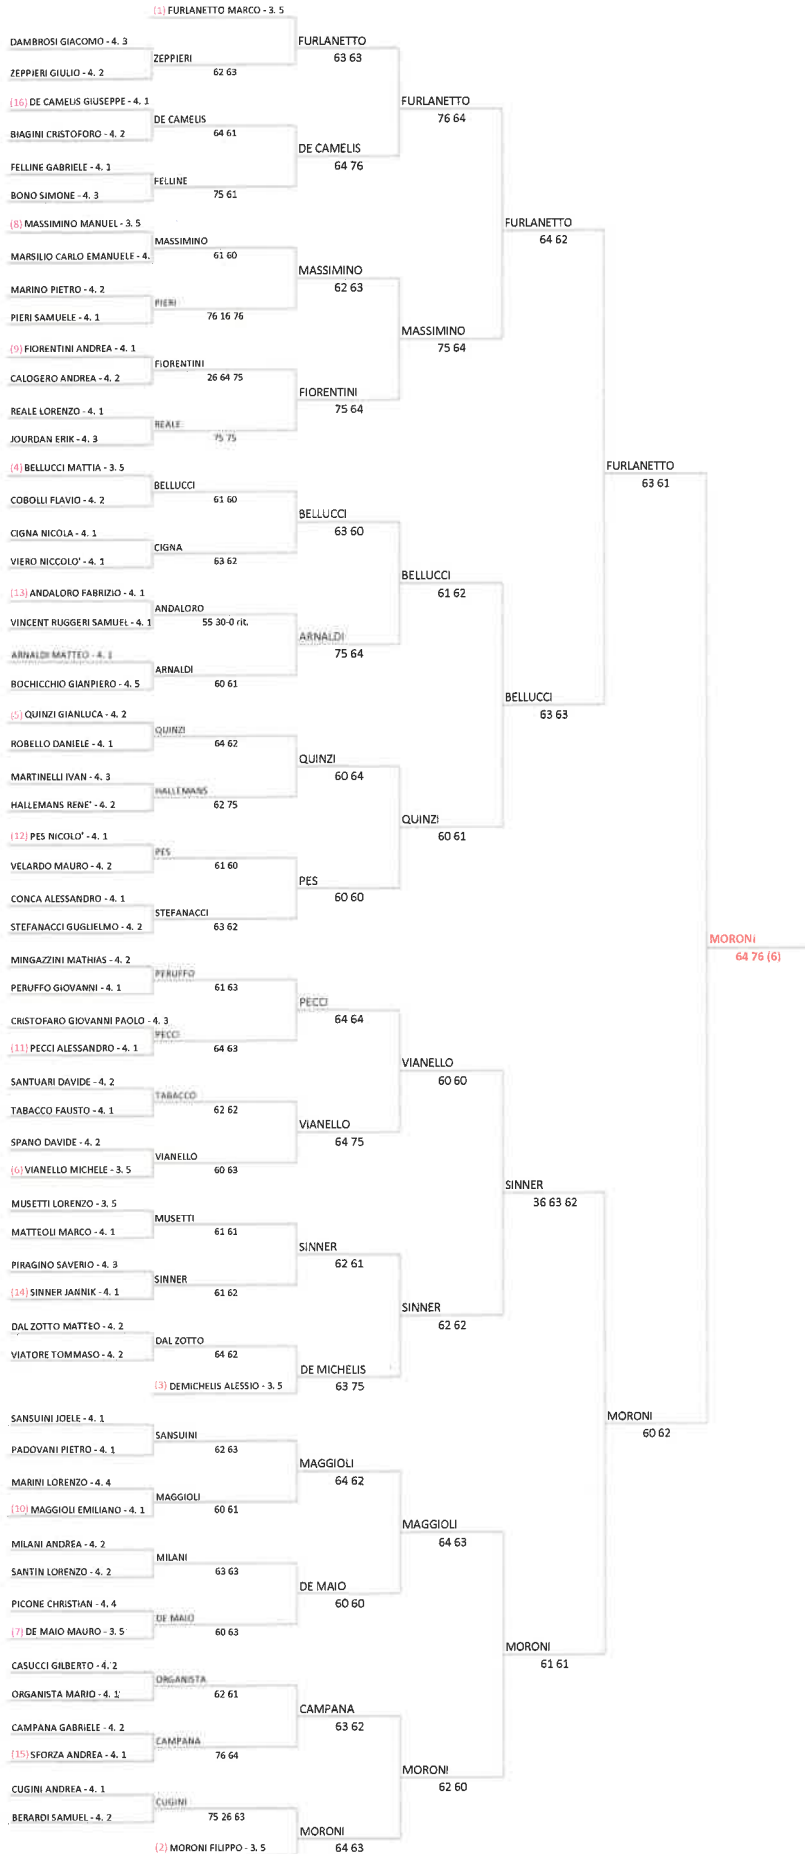 (1) FURLANETTO MARCO - 3. 5
DAMBROSI GIACOMO - 4. 3
FURLANETTO
63 63
ZEPPIERI
62 63
ZEPPIERI GIULIO - 4. 2
(16) DE CAMELIS GIUSEPPE - 4. 1
FURLANETTO
76 64
DE CAMELIS
64 61
BIAGINI CRISTOFORO - 4. 2
DE CAMELIS
64 76
FELLINE GABRIELE - 4. 1
FELLINE
75 61
BONO SIMONE - 4. 3
(8) MASSIMINO MANUEL - 3. 5
FURLANETTO
64 62
MASSIMINO
61 60
MARSILIO CARLO EMANUELE - 4.
MASSIMINO
62 63
MARINO PIETRO - 4. 2
PIERI
76 16 76
PIERI SAMUELE - 4. 1
MASSIMINO
75 64
(9) FIORENTINI ANDREA - 4. 1
FIORENTINI
26 64 75
CALOGERO ANDREA - 4. 2
FIORENTINI
75 64
REALE LORENZO - 4. 1
REALE
75 75
JOURDAN ERIK - 4. 3
(4) BELLUCCI MATTIA - 3. 5
FURLANETTO
63 61
BELLUCCI
61 60
COBOLLI FLAVIO - 4. 2
BELLUCCI
63 60
CIGNA NICOLA - 4. 1
CIGNA
63 62
VIERO NICCOLO' - 4. 1
BELLUCCI
61 62
(13) ANDALORO FABRIZIO - 4. 1
ANDALORO
55 30-0 rit.
VINCENT RUGGERI SAMUEL - 4. 1
ARNALDI
75 64
ARNALDI MATTEO - 4. 1
ARNALDI
60 61
BOCHICCHIO GIANPIERO - 4. 5
BELLUCCI
63 63
(5) QUINZI GIANLUCA - 4. 2
QUINZI
64 62
ROBELLO DANIELE - 4. 1
QUINZI
60 64
MARTINELLI IVAN - 4. 3
HALLEMANS
62 75
HALLEMANS RENE' - 4. 2
QUINZI
60 61
(12) PES NICOLO' - 4. 1
PES
61 60
VELARDO MAURO - 4. 2
PES
60 60
CONCA ALESSANDRO - 4. 1
STEFANACCI
63 62
STEFANACCI GUGLIELMO - 4. 2
MORONI
64 76 (6)
MINGAZZINI MATHIAS - 4. 2
PERUFFO
61 63
PERUFFO GIOVANNI - 4. 1
PECCI
64 64
CRISTOFARO GIOVANNI PAOLO - 4. 3
PECCI
64 63
(11) PECCI ALESSANDRO - 4. 1
VIANELLO
60 60
SANTUARI DAVIDE - 4. 2
TABACCO
62 62
TABACCO FAUSTO - 4. 1
VIANELLO
64 75
SPANO DAVIDE - 4. 2
VIANELLO
60 63
(6) VIANELLO MICHELE - 3. 5
SINNER
36 63 62
MUSETTI LORENZO - 3. 5
MUSETTI
61 61
MATTEOLI MARCO - 4. 1
SINNER
62 61
PIRAGINO SAVERIO - 4. 3
SINNER
61 62
(14) SINNER JANNIK - 4. 1
SINNER
62 62
DAL ZOTTO MATTEO - 4. 2
DAL ZOTTO
64 62
VIATORE TOMMASO - 4. 2
DE MICHELIS
63 75
(3) DEMICHELIS ALESSIO - 3. 5
MORONI
60 62
SANSUINI JOELE - 4. 1
SANSUINI
62 63
PADOVANI PIETRO - 4. 1
MAGGIOLI
64 62
MARINI LORENZO - 4. 4
MAGGIOLI
60 61
(10) MAGGIOLI EMILIANO - 4. 1
MAGGIOLI
64 63
MILANI ANDREA - 4. 2
MILANI
63 63
SANTIN LORENZO - 4. 2
DE MAIO
60 60
PICONE CHRISTIAN - 4. 4
DE MAIO
60 63
(7) DE MAIO MAURO - 3. 5
MORONI
61 61
CASUCCI GILBERTO - 4. 2
ORGANISTA
62 61
ORGANISTA MARIO - 4. 1
CAMPANA
63 62
CAMPANA GABRIELE - 4. 2
CAMPANA
76 64
(15) SFORZA ANDREA - 4. 1
MORONI
62 60
CUGINI ANDREA - 4. 1
CUGINI
75 26 63
BERARDI SAMUEL - 4. 2
MORONI
64 63
(2) MORONI FILIPPO - 3. 5